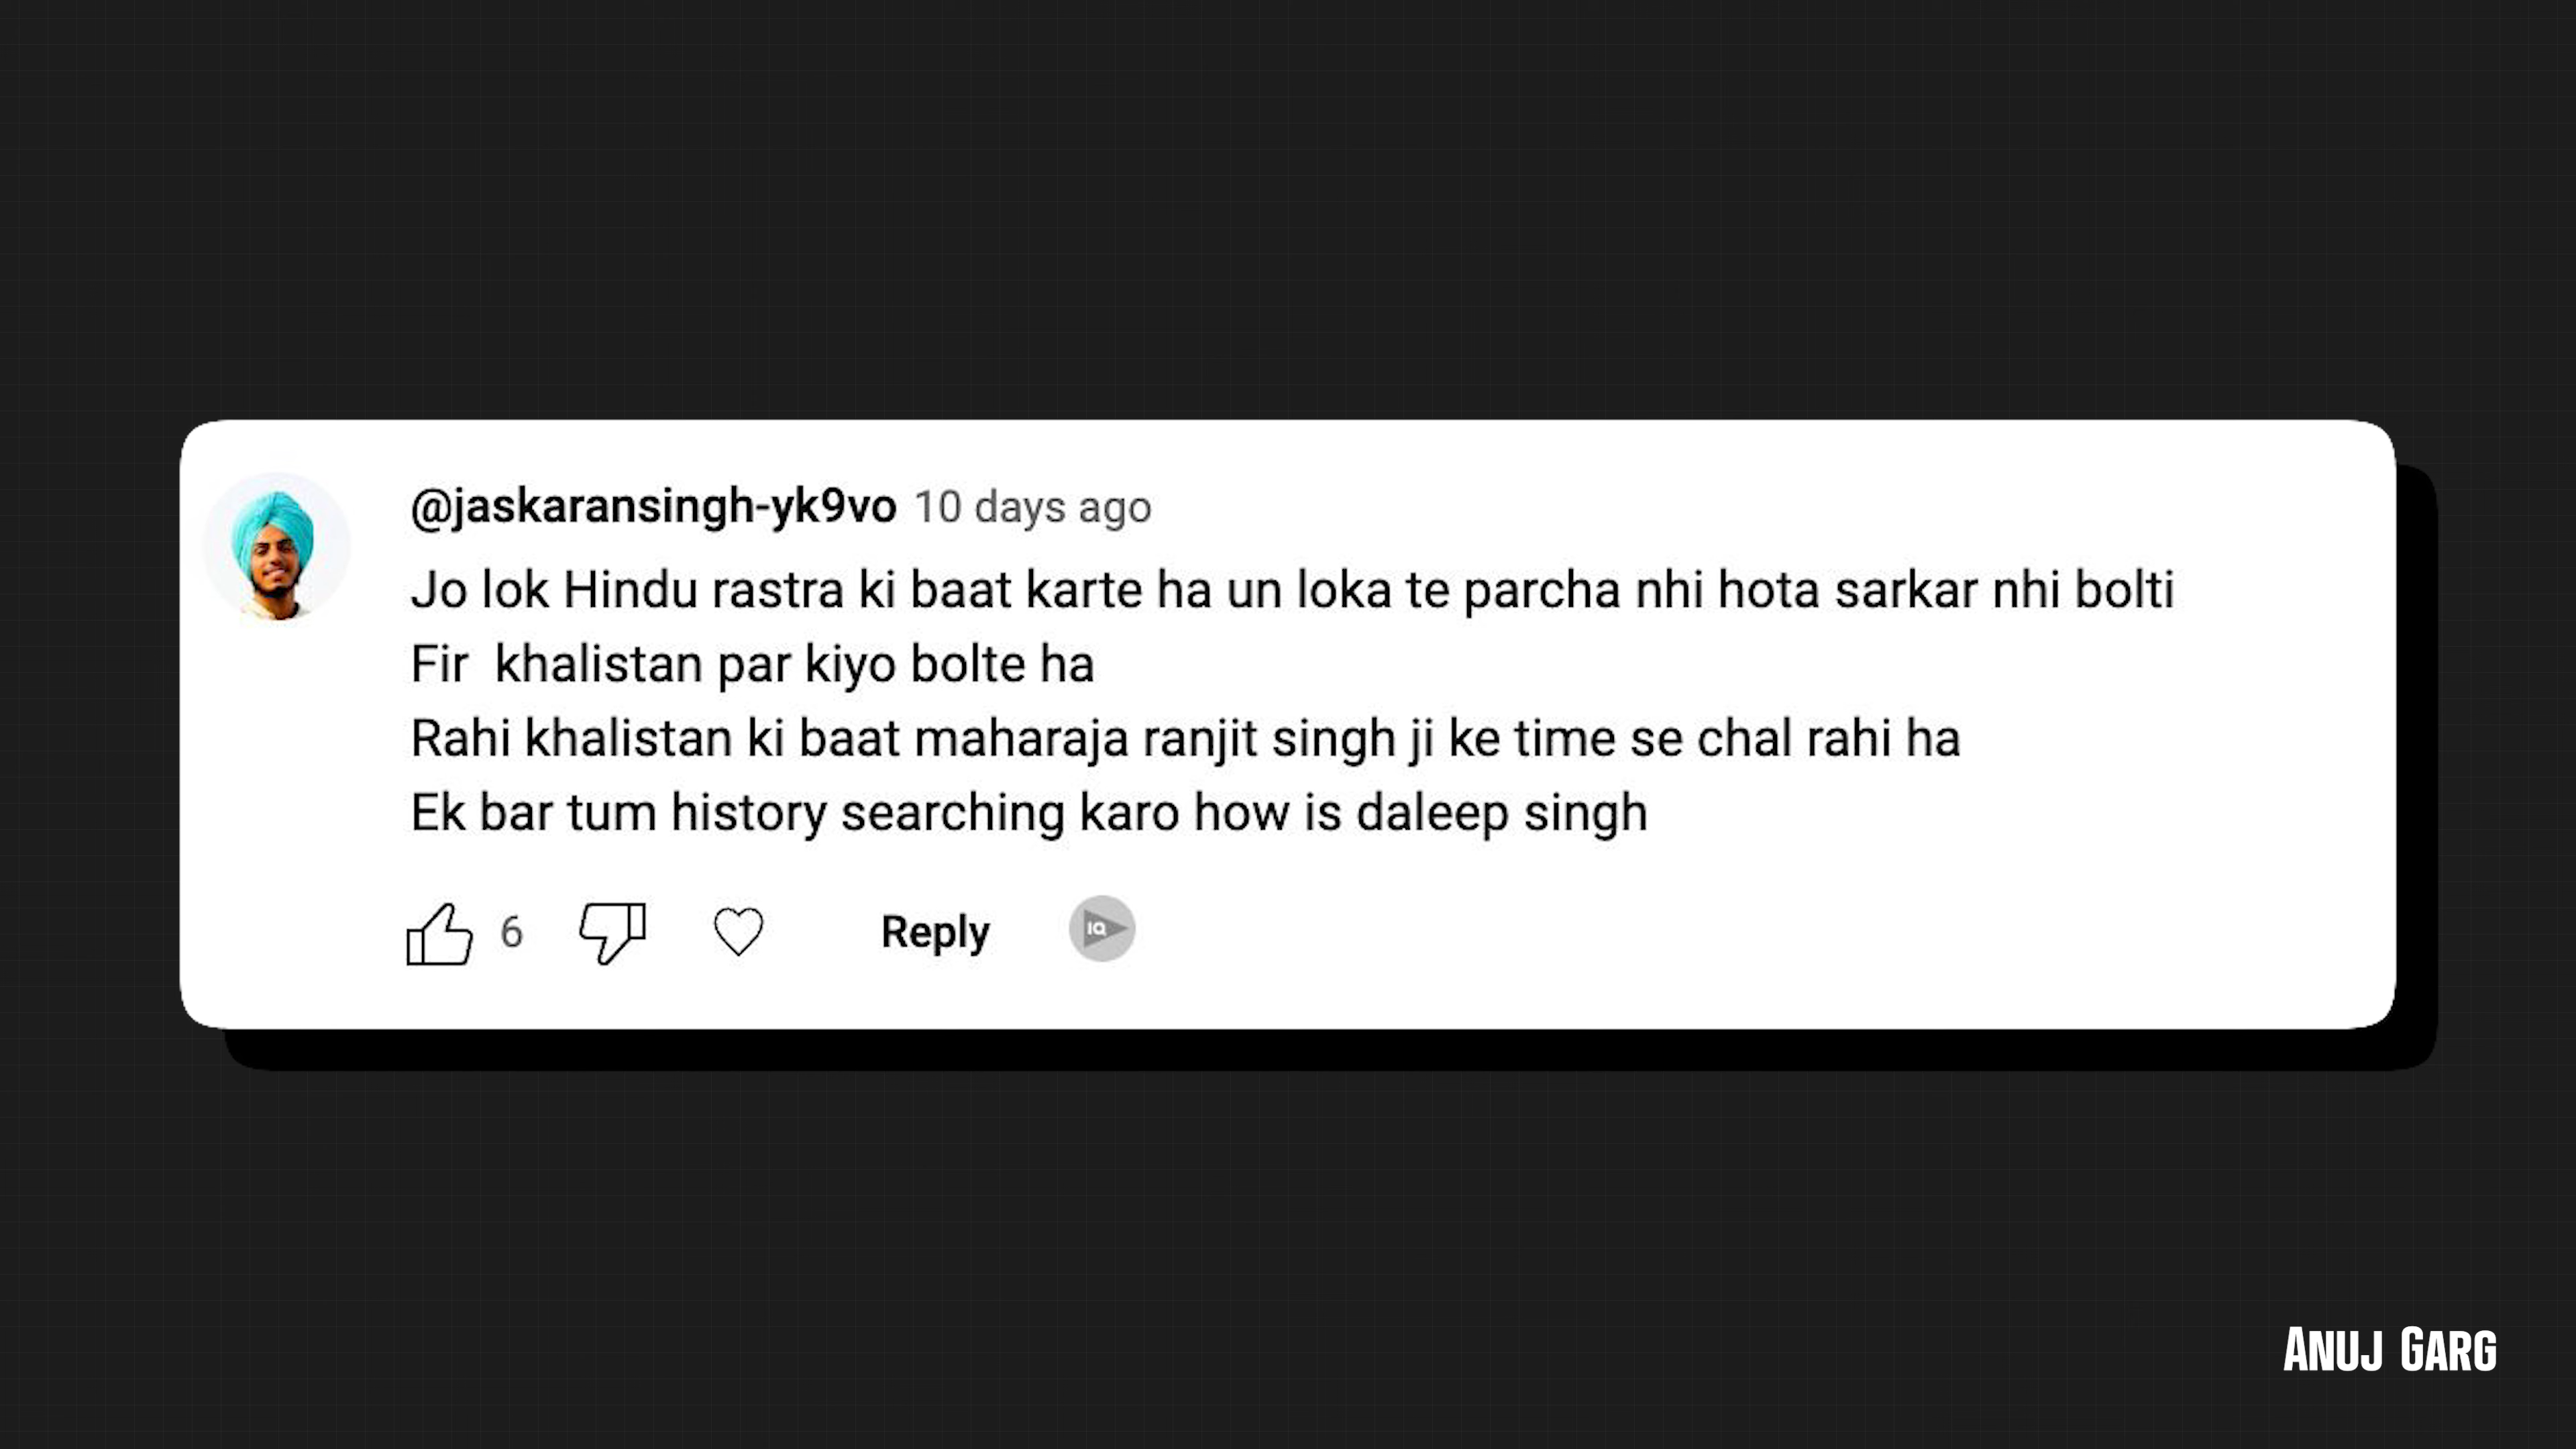 @jaskaransingh-yk9vo 10 days ago
Jo lok Hindu rastra ki baat karte ha un loka te parcha nhi hota sarkar nhi bolti
Fir  khalistan par kiyo bolte ha
Rahi khalistan ki baat maharaja ranjit singh ji ke time se chal rahi ha
Ek bar tum history searching karo how is daleep singh
6 Reply IQ
ANUJ GARG